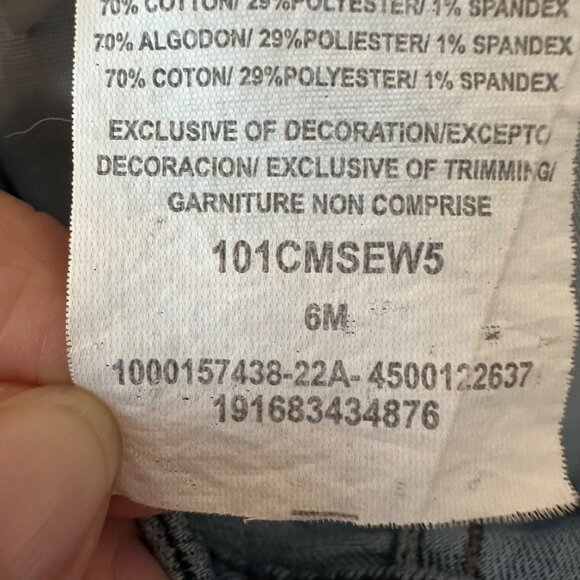 70% COTTON/ 29%POLYESTER/ 1% SPANDEX
70% ALGODON/ 29%POLIESTER/ 1% SPANDEX
70% COTON/ 29%POLYESTER/ 1% SPANDEX
EXCLUSIVE OF DECORATION/EXCEPTO
DECORACION/ EXCLUSIVE OF TRIMMING/
GARNITURE NON COMPRISE
101CMSEW5
6M
1000157438-22A- 4500122637
191683434876